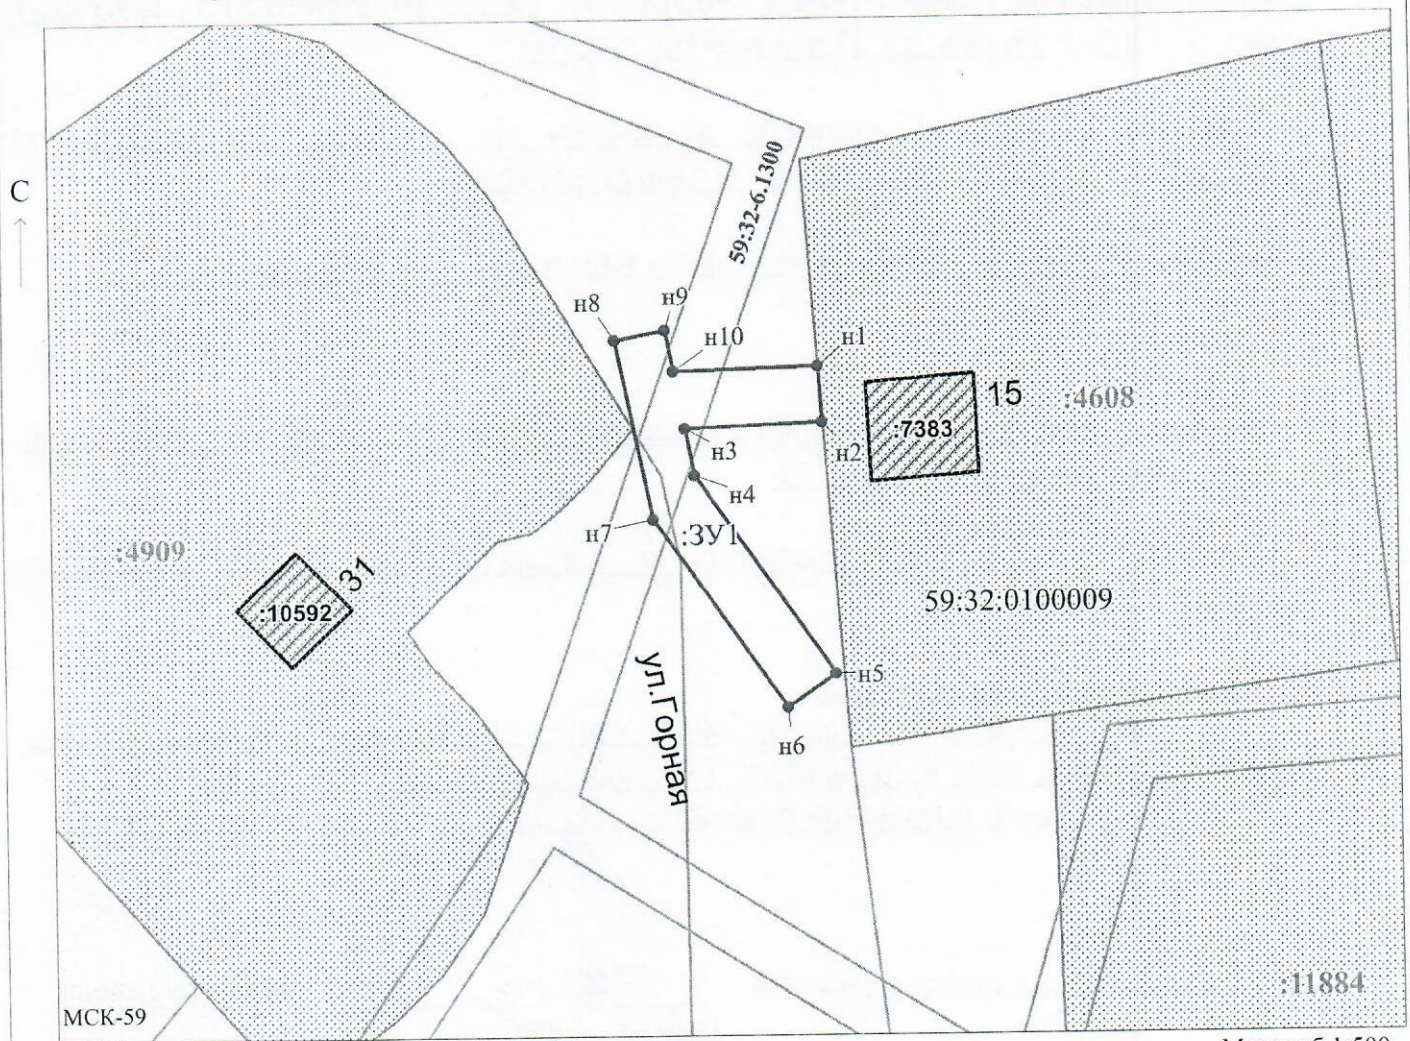 С
59:32-6.1300
н8
н9
н10
н1
15
:4608
:7383
н2
н3
н4
н7
:ЗУ1
:4909
31
:10592
59:32:0100009
н5
ул.Горная
н6
:11884
МСК-59